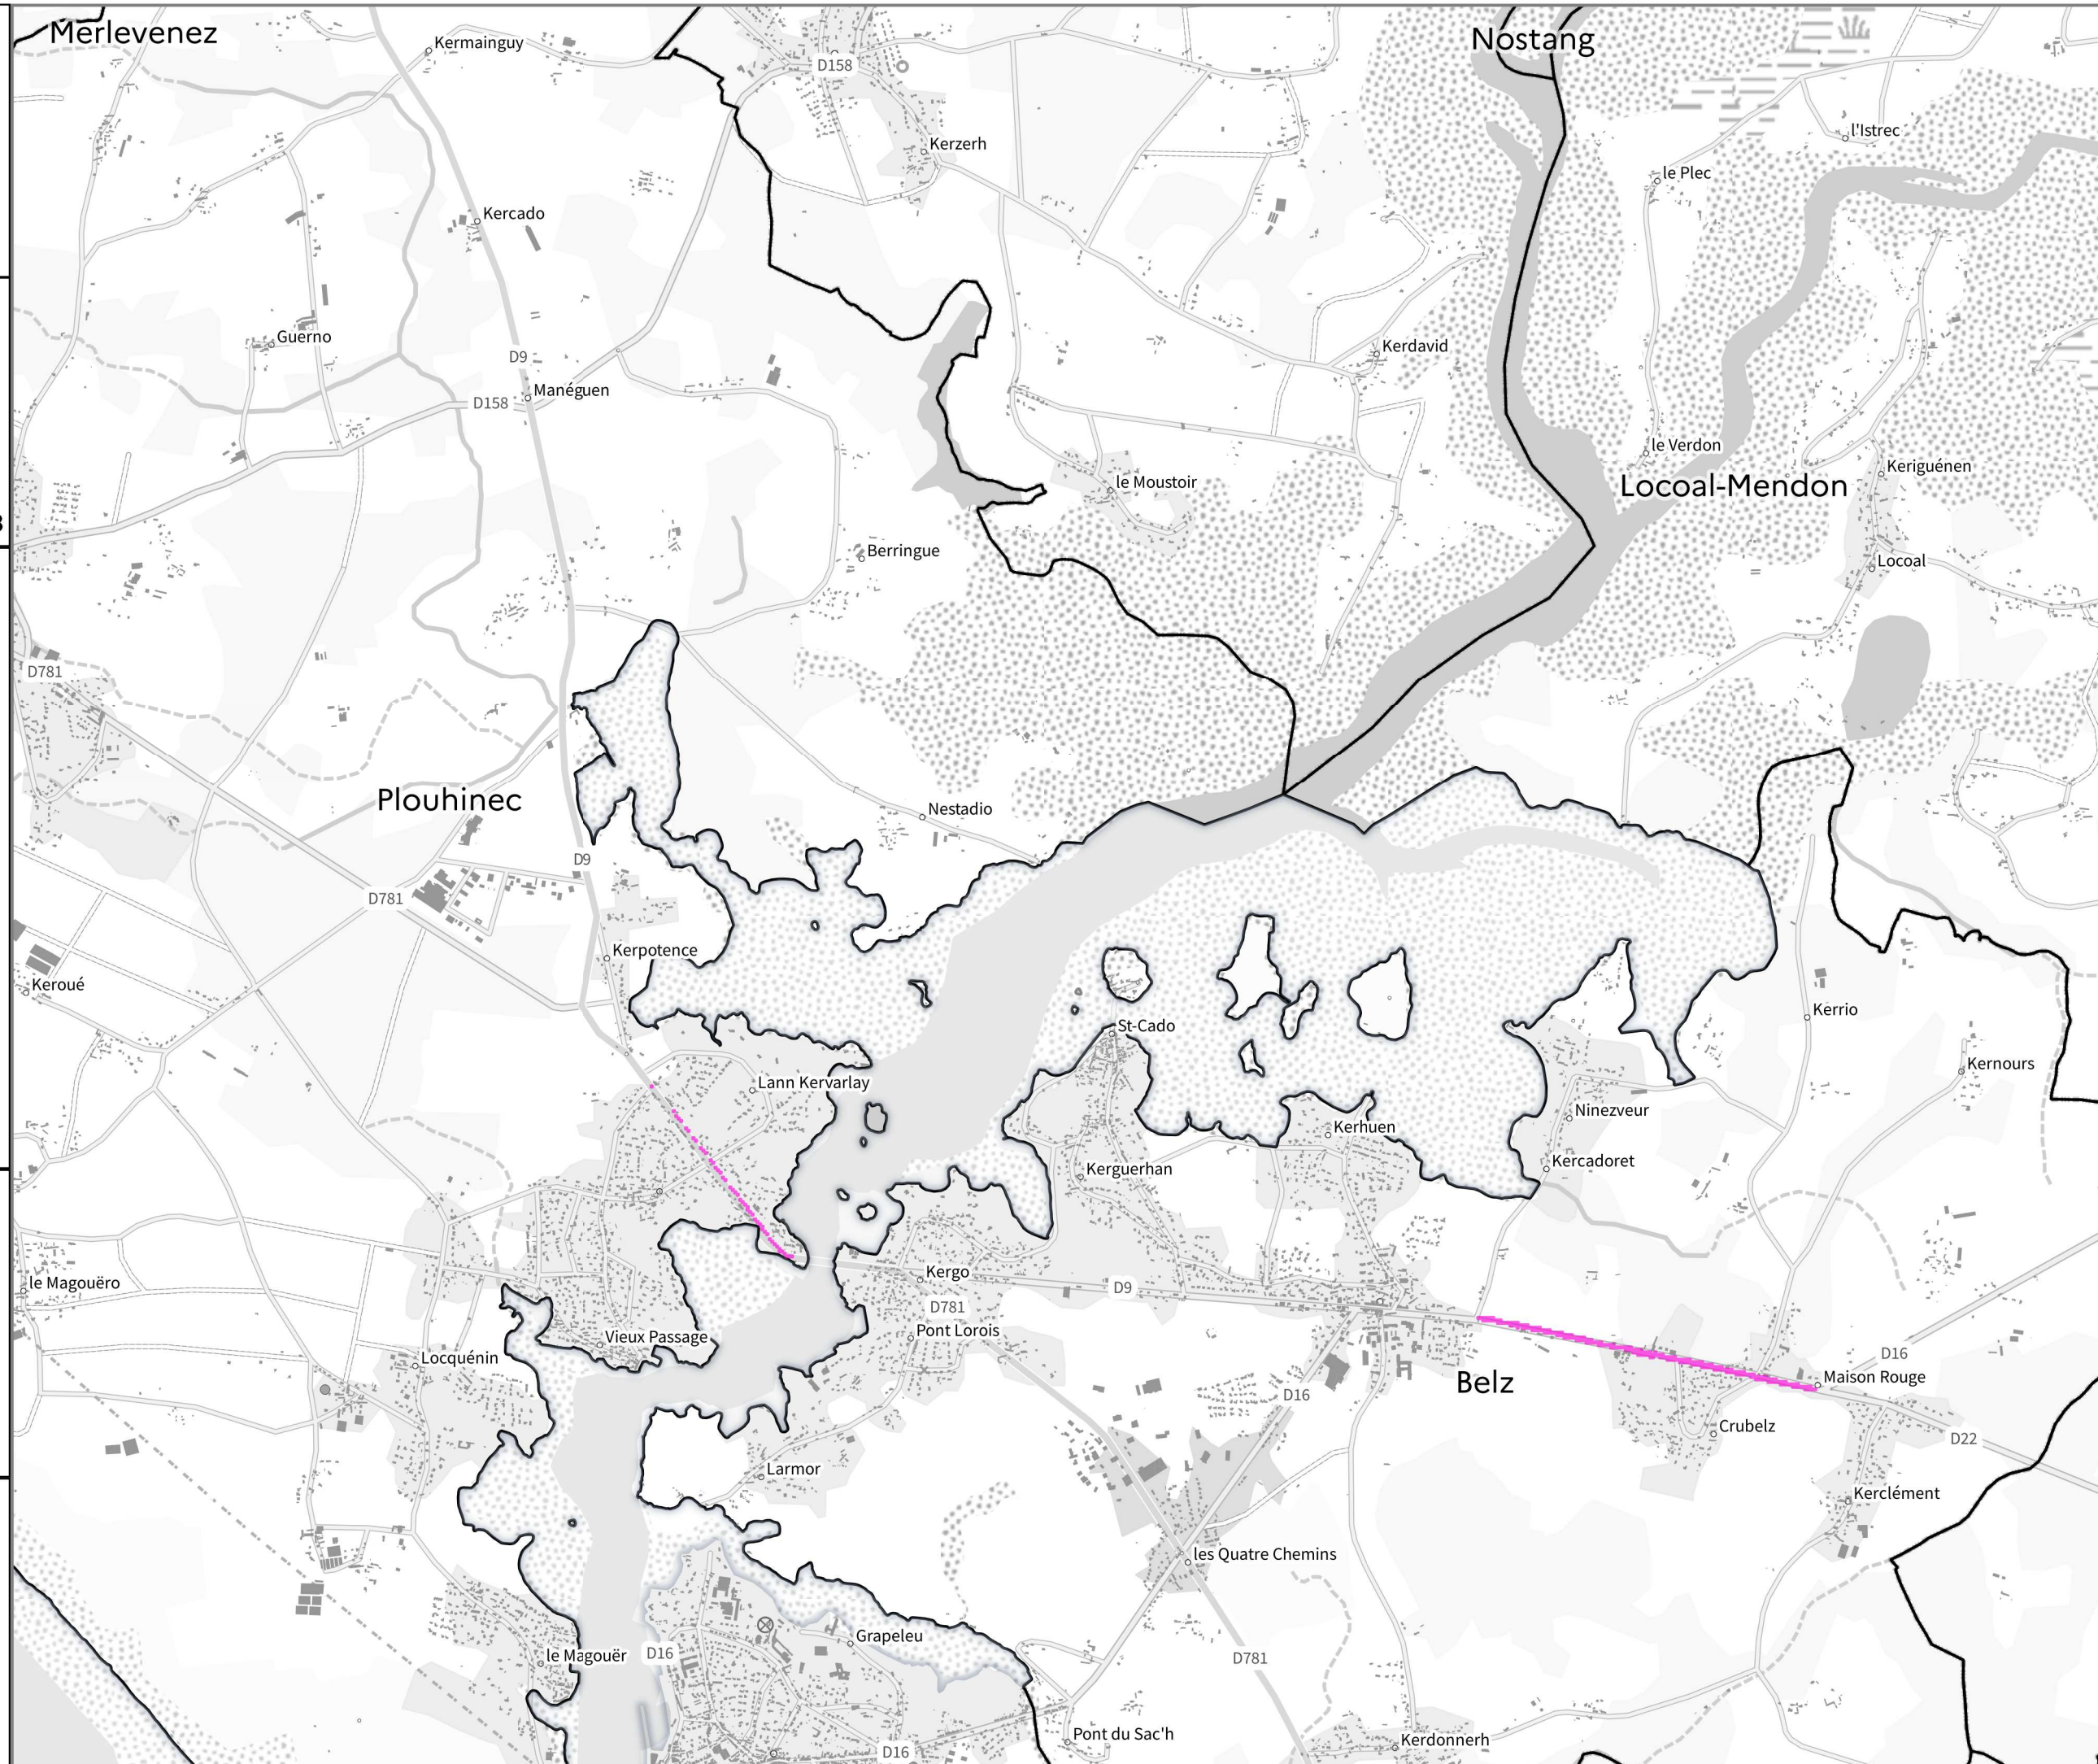 Merlevenez
Kermainguy
D158
Nostang
l'Istrec
Kerzerh
le Plec
Kercado
Guerno
D9
Kerdavid
Manéguen
D158
le Verdon
Keriguénen
le Moustoir
Locoal-Mendon
Berringue
Locoal
D781
Plouhinec
Nestadio
D9
D781
Kerpotence
Keroué
Kerrio
St-Cado
Kernours
Lann Kervarlay
Ninezveur
Kerhuen
Kercadoret
Kerguerhan
le Magouëro
Kergo
D9
D781
Pont Lorois
Vieux Passage
Locquénin
D16
Maison Rouge
Belz
D16
Crubelz
D22
Larmor
Kerclément
les Quatre Chemins
Grapeleu
le Magouër
D16
D781
Pont du Sac'h
Kerdonnerh
D16